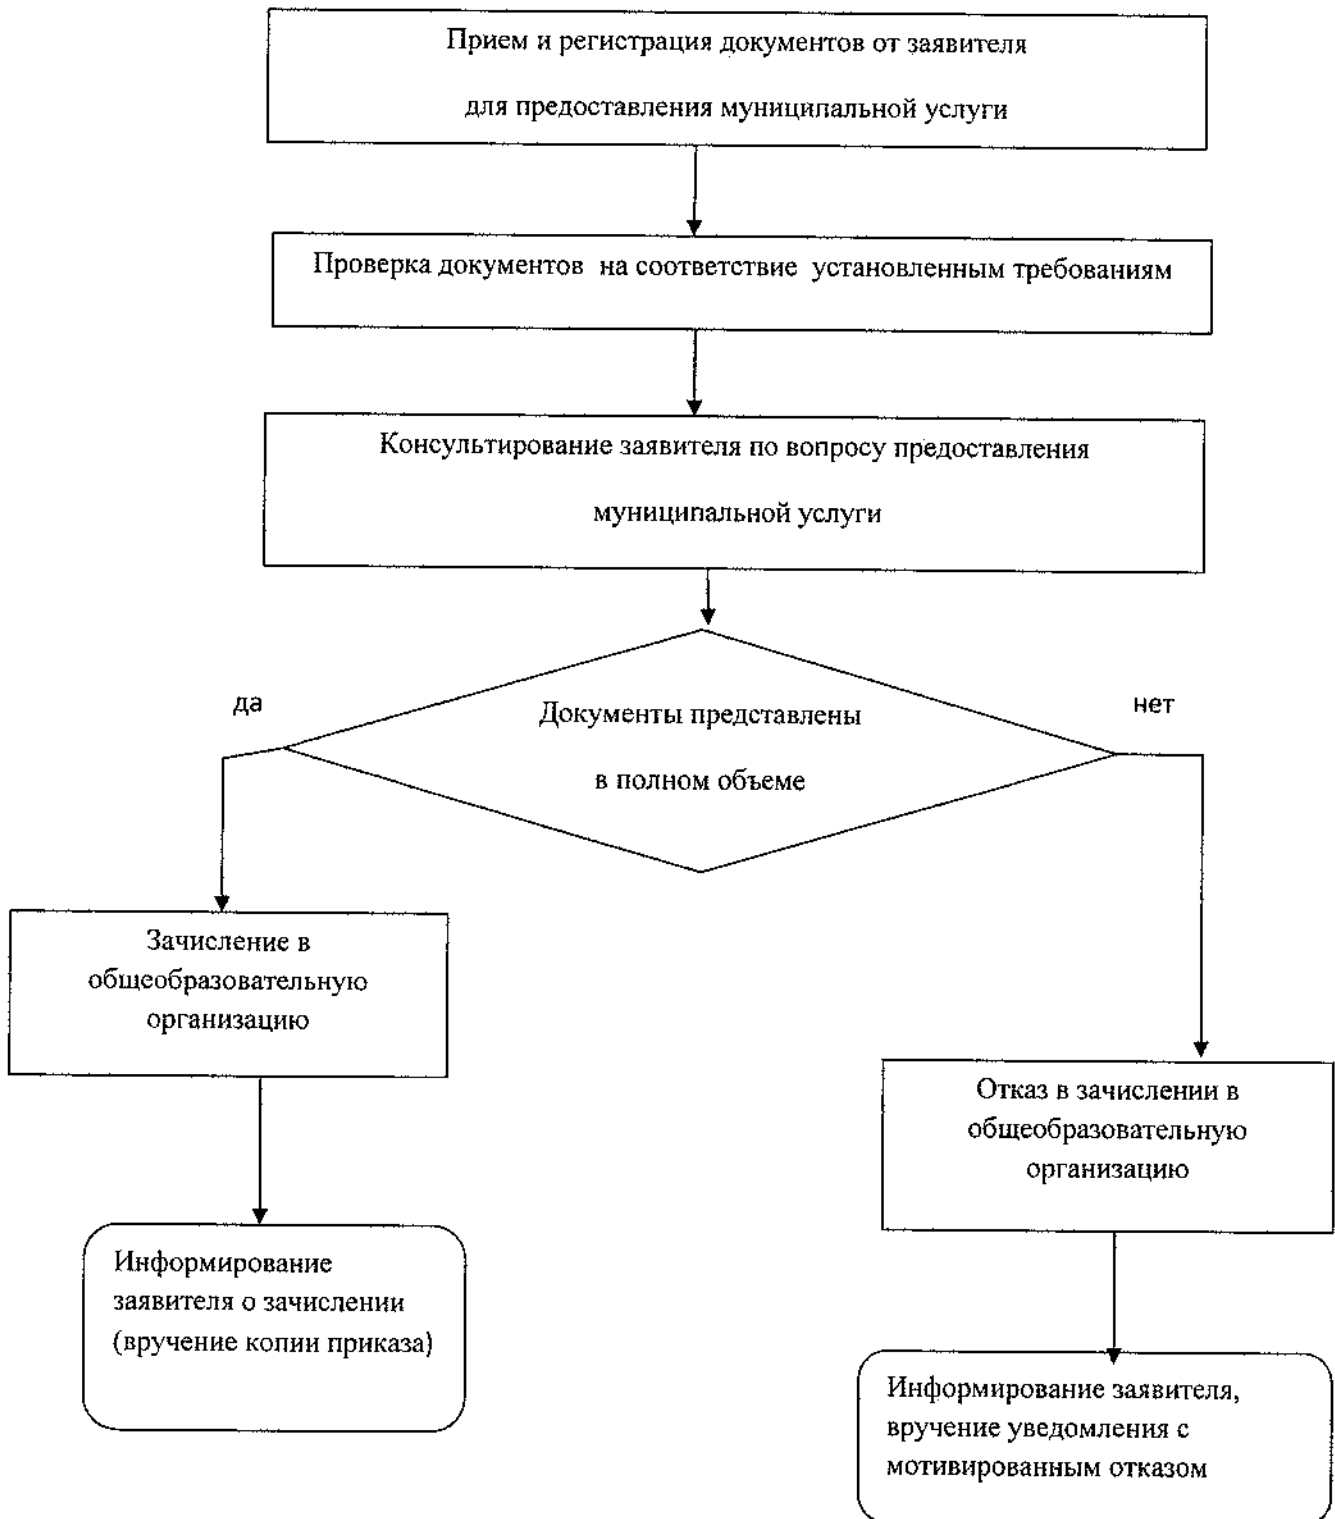 Прием и регистрация документов от заявителя
для предоставления муниципальной услуги
Проверка документов на соответствие установленным требованиям
Консультирование заявителя по вопросу предоставления
муниципальной услуги
да
Документы представлены
в полном объеме
нет
Зачисление в
общеобразовательную
организацию
Отказ в зачислении в
общеобразовательную
организацию
Информирование
заявителя о зачислении
(вручение копии приказа)
Информирование заявителя,
вручение уведомления с
мотивированным отказом